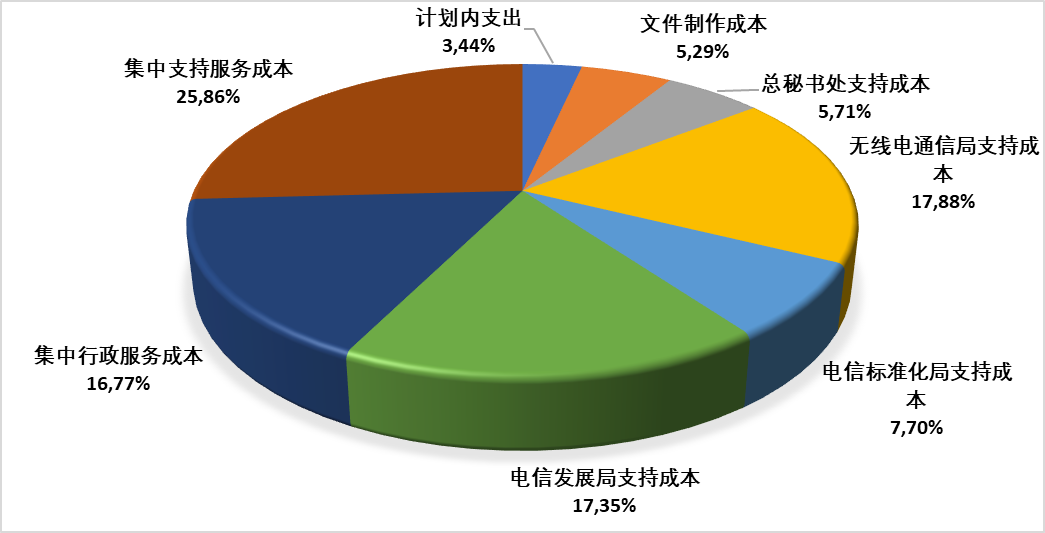 计划内支出
3,44%
文件制作成本
5,29%
总秘书处支持成本
5,71%
无线电通信局支持成
本
17,88%
电信标准化局支持成
本
7,70%
电信发展局支持成本
17,35%
集中行政服务成本
16,77%
集中支持服务成本
25,86%